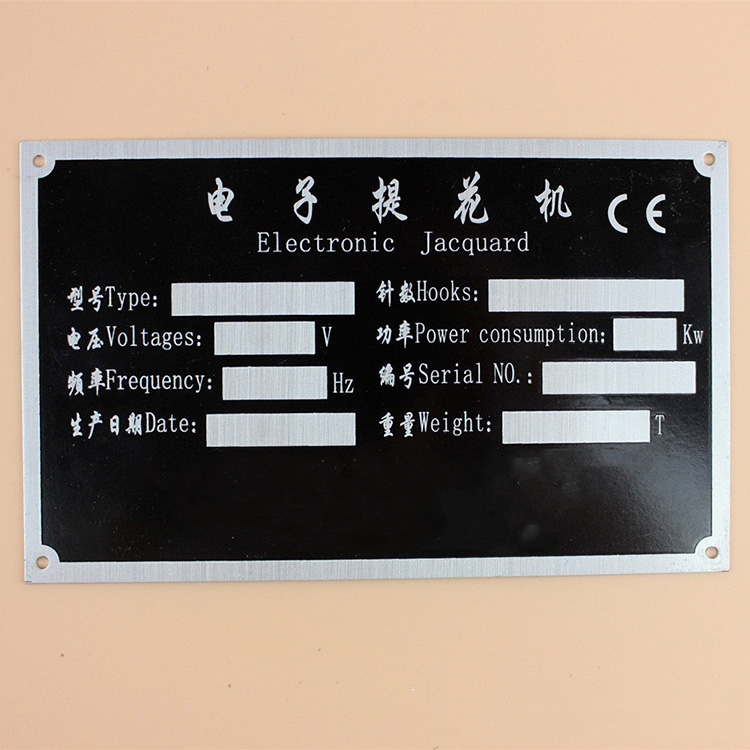 电子提花机 CE
Electronic Jacquard
型号Type: 针数Hooks:
电压Voltages: V 功率Power consumption: Kw
频率Frequency: Hz 编号Serial NO.:
生产日期Date: 重量Weight: T